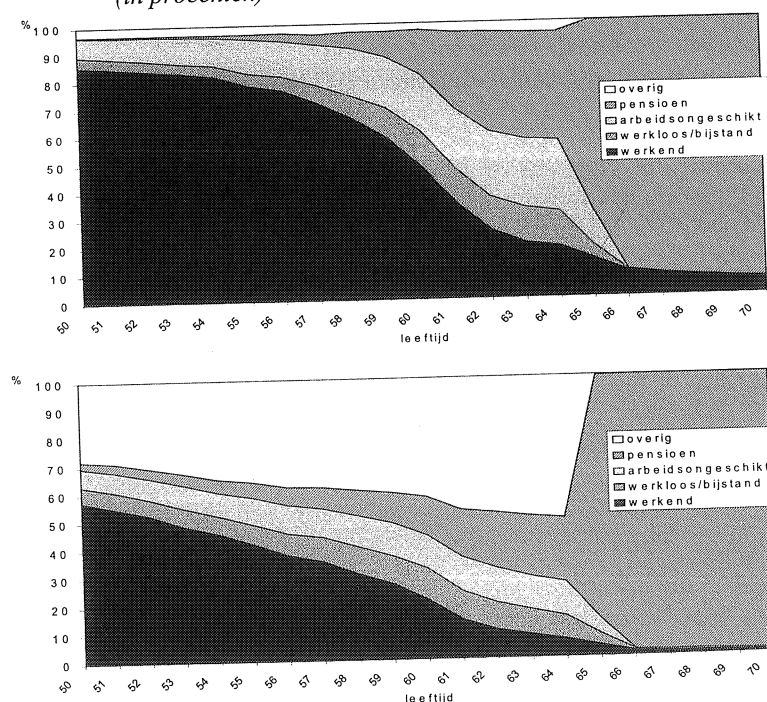 (in procenten)
%
100
90
80
70
60
50
40
30
20
10
0
overig
pensioen
arbeidsongeschikt
werkloos/bijstand
werkend
50 51 52 53 54 55 56 57 58 59 60 61 62 63 64 65 66 67 68 69 70
leeftijd
%
100
90
80
70
60
50
40
30
20
10
0
overig
pensioen
arbeidsongeschikt
werkloos/bijstand
werkend
50 51 52 53 54 55 56 57 58 59 60 61 62 63 64 65 66 67 68 69 70
leeftijd